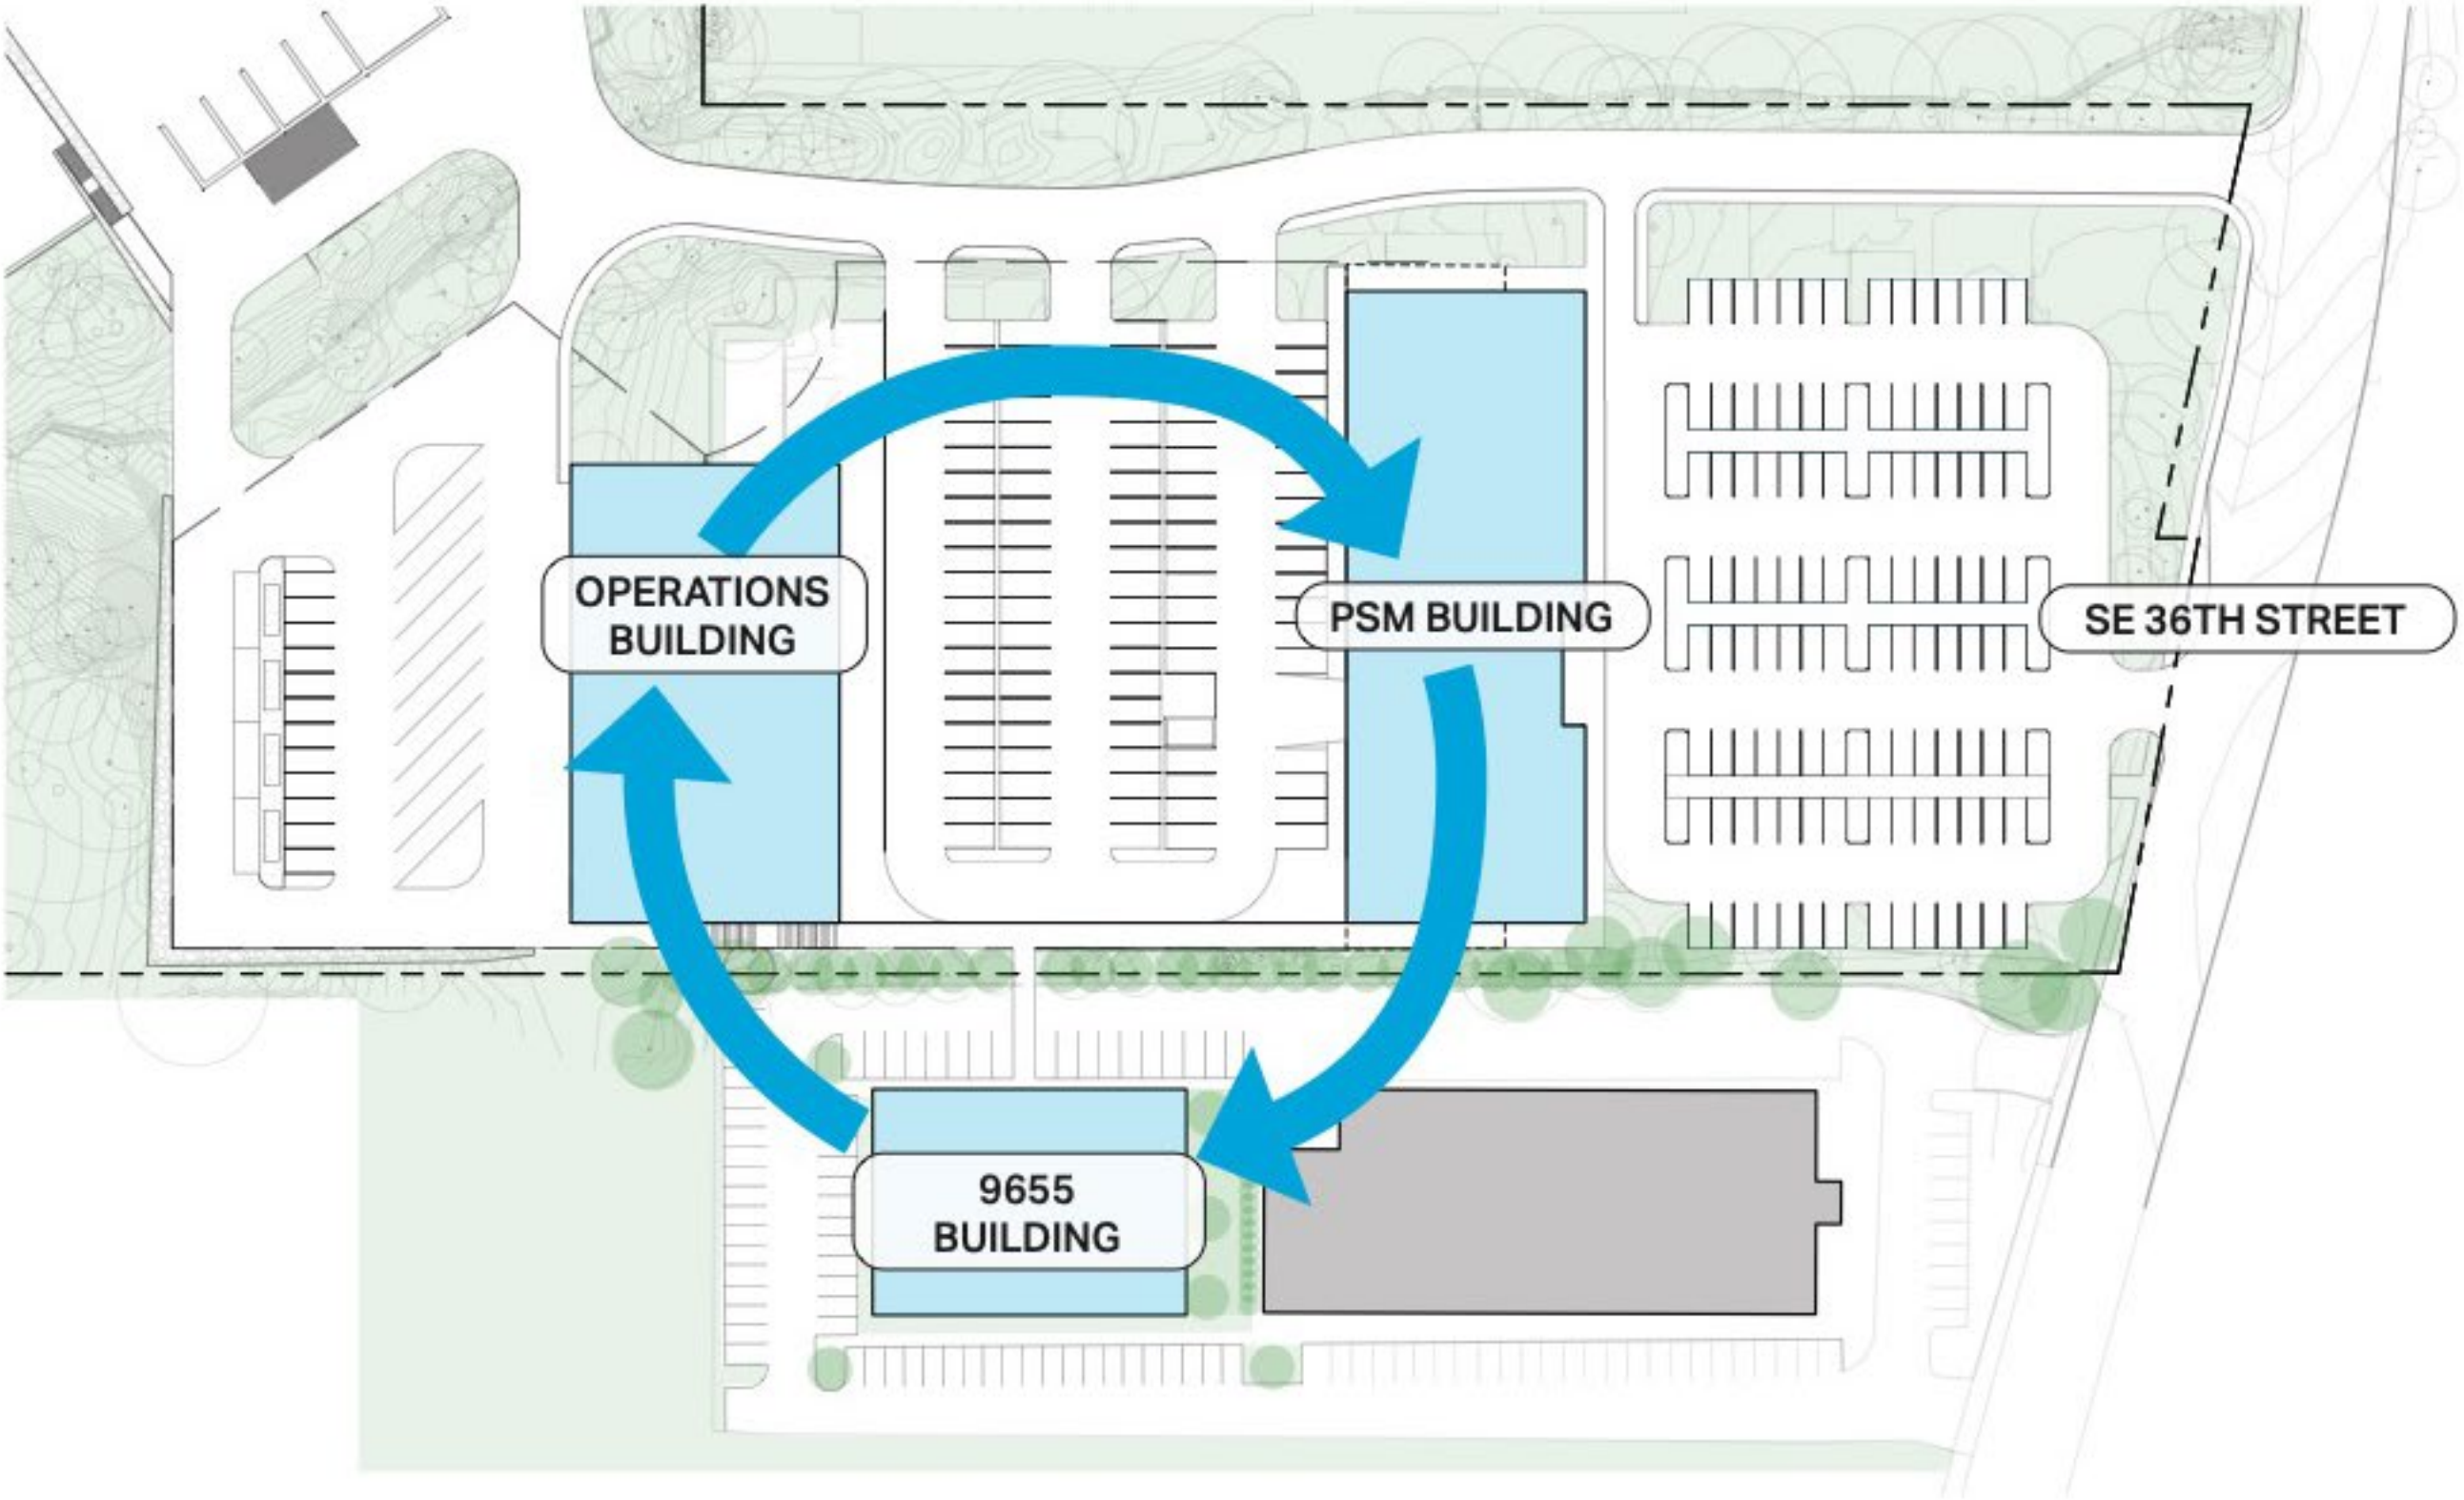 OPERATIONS
BUILDING
PSM BUILDING
SE 36TH STREET
9655
BUILDING